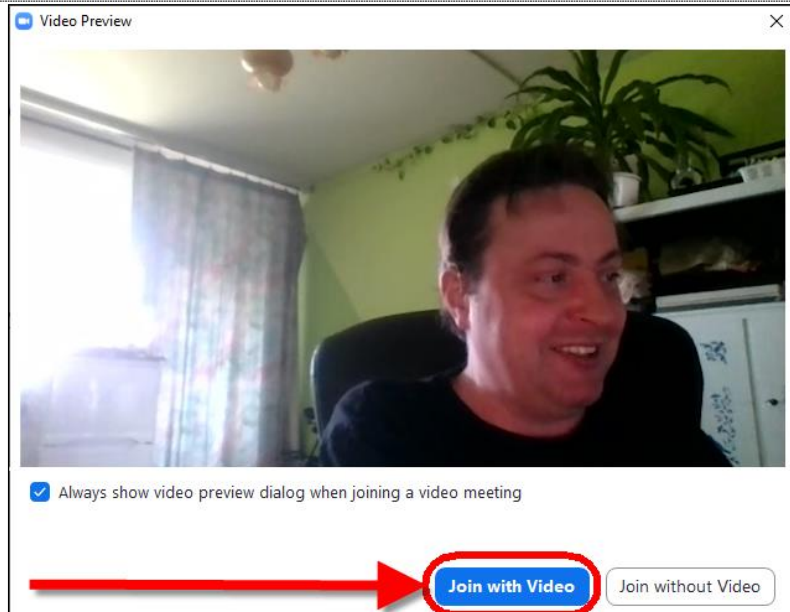 Video Preview
Always show video preview dialog when joining a video meeting
Join with Video
Join without Video